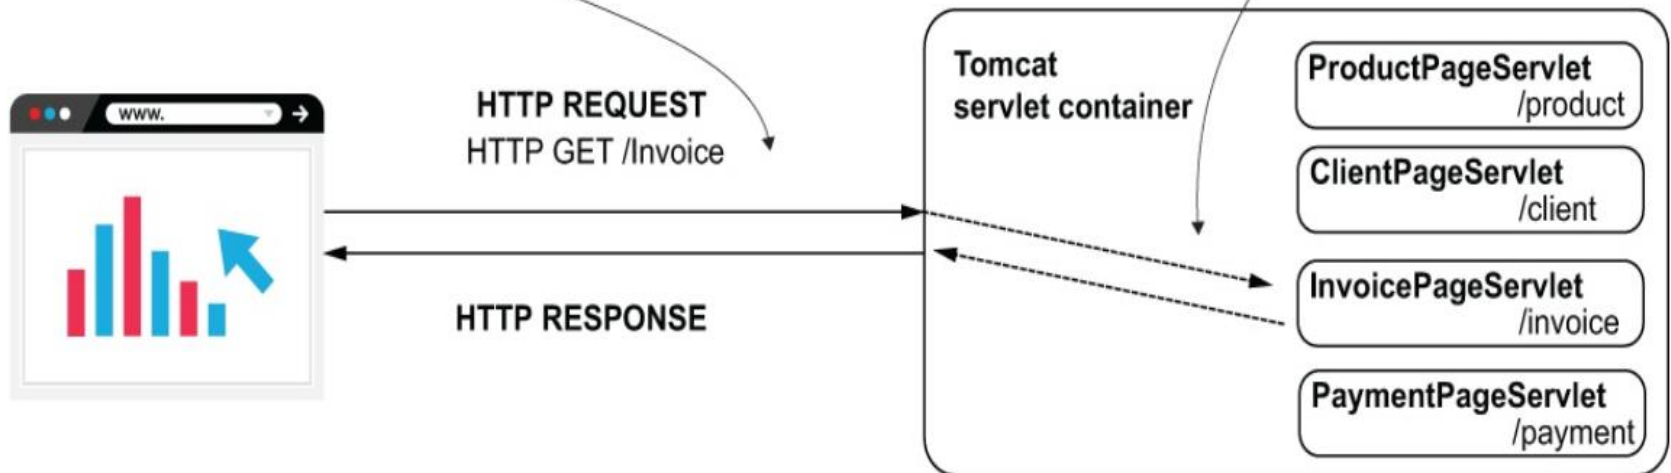 www.
HTTP REQUEST
HTTP GET /Invoice
HTTP RESPONSE
Tomcat
servlet container
ProductPageServlet
/product
ClientPageServlet
/client
InvoicePageServlet
/invoice
PaymentPageServlet
/payment